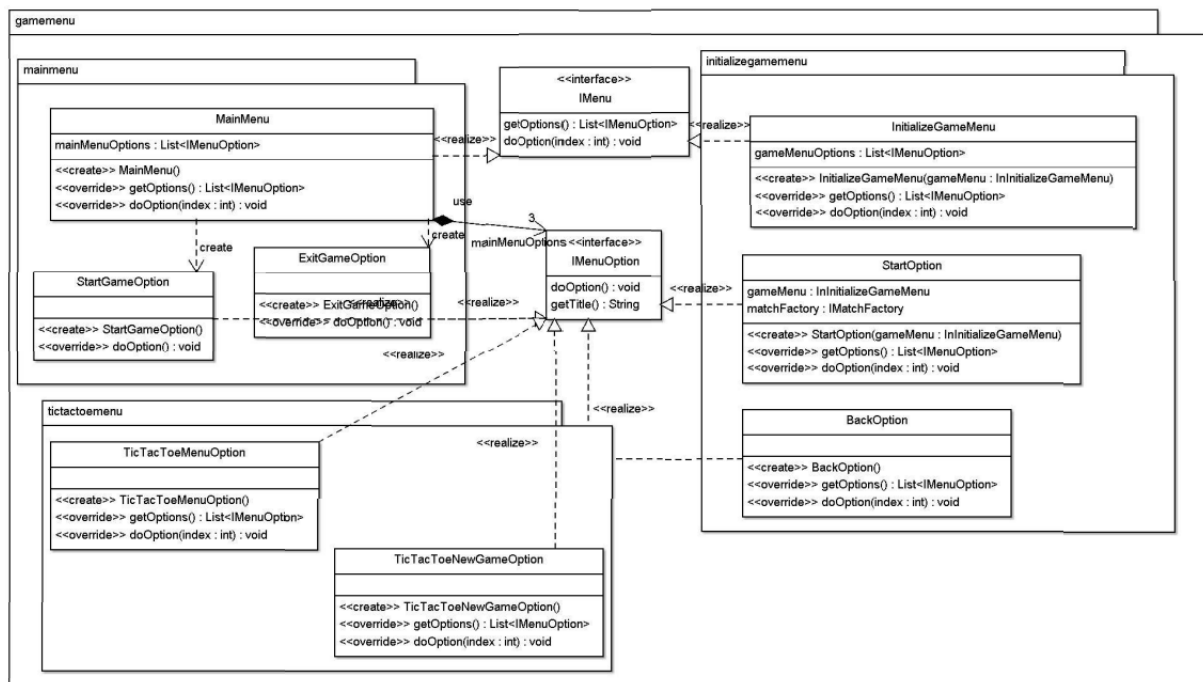 gamemenu
mainmenu
MainMenu
mainMenuOptions : List<IMenuOption>
<<create>> MainMenu()
<<override>> getOptions() : List<IMenuOption>
<<override>> doOption(index : int) : void
<<realize>>
<<interface>>
IMenu
getOptions() : List<IMenuOption>
doOption(index : int) : void
<<realize>>
initializegamemenu
InitializeGameMenu
gameMenuOptions : List<IMenuOption>
<<create>> InitializeGameMenu(gameMenu : InInitializeGameMenu)
<<override>> getOptions() : List<IMenuOption>
<<override>> doOption(index : int) : void
use
3
create
create
mainMenuOptions
<<interface>>
IMenuOption
doOption() : void
getTitle() : String
StartGameOption
<<create>> StartGameOption()
<<override>> doOption() : void
ExitGameOption
<<create>> ExitGameOption()
<<override>> doOption() : void
<<realize>>
<<realize>>
<<realize>>
<<realize>>
StartOption
gameMenu : InInitializeGameMenu
matchFactory : IMatchFactory
<<create>> StartOption(gameMenu : InInitializeGameMenu)
<<override>> getOptions() : List<IMenuOption>
<<override>> doOption(index : int) : void
<<realize>>
<<realize>>
BackOption
<<create>> BackOption()
<<override>> getOptions() : List<IMenuOption>
<<override>> doOption(index : int) : void
tictactoemenu
TicTacToeMenuOption
<<create>> TicTacToeMenuOption()
<<override>> getOptions() : List<IMenuOption>
<<override>> doOption(index : int) : void
TicTacToeNewGameOption
<<create>> TicTacToeNewGameOption()
<<override>> getOptions() : List<IMenuOption>
<<override>> doOption(index : int) : void